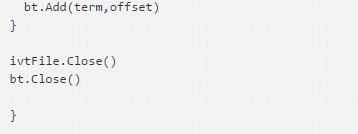 bt.Add(term,offset)
}
ivtFile.Close()
bt.Close()
}